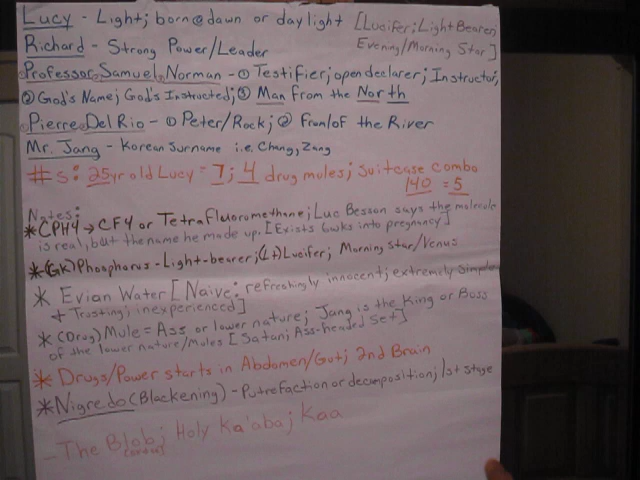 Lucy - Light; born@dawn or daylight [Lucifer; Light Bearer
Evening/Morning Star]
Richard - Strong Power/Leader
①Professor②Samuel③Norman - ① Testifier; open declarer; Instructor;
② God's Name; God's Instructed; ③ Man from the North
①Pierre②Del Rio - ① Peter/Rock; ② From/of the River
Mr. Jang - Korean Surname i.e. Chang, Zang
#s: 25yr old Lucy = 7; 4 drug mules; suitcase combo
140 = 5
Notes:
*CPH4 → CF4 or Tetrafluoromethane; Luc Besson says the molecule
is real, but the name he made up. [Exists 6wks into pregnancy]
*(GK) Phosphorus - Light-bearer; (Lt) Lucifer; Morning star/Venus
* Evian Water [Naive: refreshingly innocent; extremely simple
+ Trusting; inexperienced]
* (Drug) Mule = Ass or lower nature; Jang is the King or Boss
of the lower nature/mules [Satan; Ass-headed Set]
* Drugs/Power starts in Abdomen/Gut; 2nd Brain
*Nigredo (Blackening) - Putrefaction or decomposition; 1st stage
- The Blob; Holy Ka'aba; Kaa